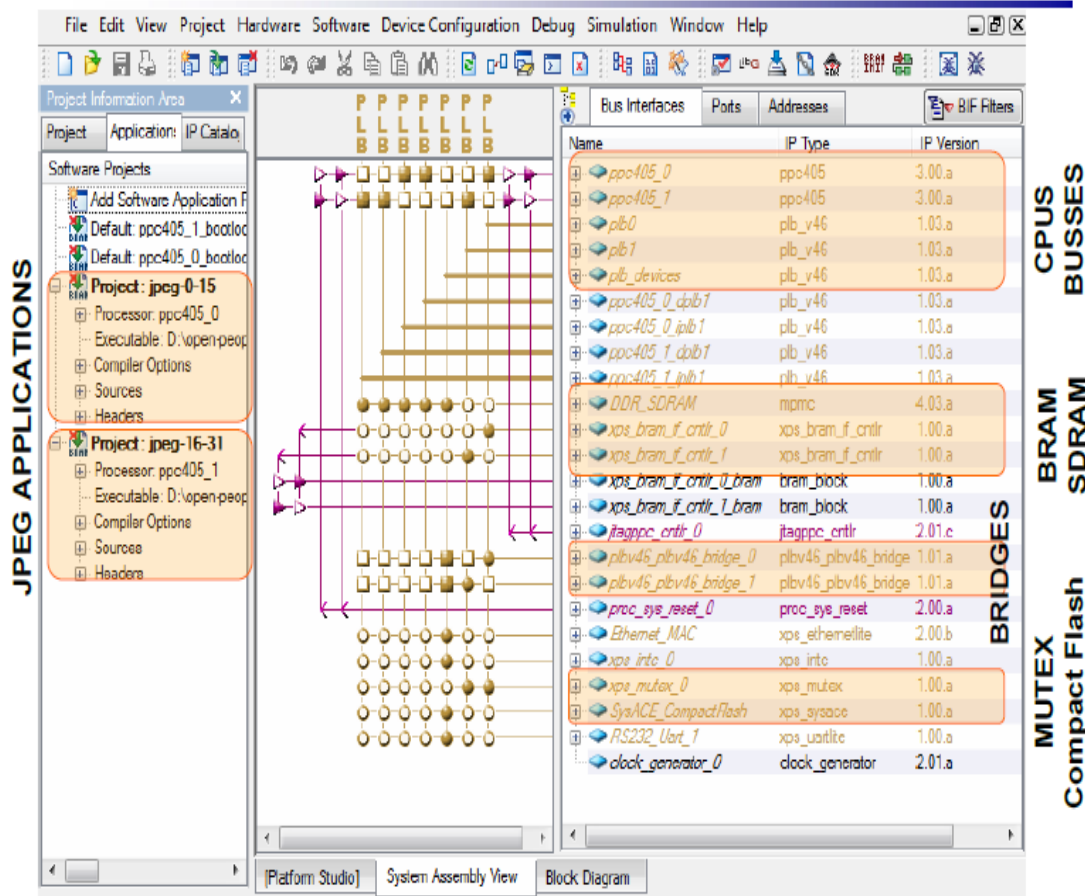 File Edit View Project Hardware Software Device Configuration Debug Simulation Window Help
Project Information Area
Project Applications IP Catalog
Software Projects
Add Software Application P
Default: ppc405_1_bootloc
Default: ppc405_0_bootloc
Project: jpeg-0-15
Processor: ppc405_0
Executable: D:\open-peop
Compiler Options
Sources
Headers
Project: jpeg-16-31
Processor: ppc405_1
Executable: D:\open-peop
Compiler Options
Sources
Headers
JPEG APPLICATIONS
P P P P P P P
L L L L L L L
B B B B B B B
Bus Interfaces Ports Addresses BIF Filters
Name IP Type IP Version
ppc405_0 ppc405 3.00.a
ppc405_1 ppc405 3.00.a
plb0 plb_v46 1.03.a
plb1 plb_v46 1.03.a
plb_devices plb_v46 1.03.a
ppc405_0_dplb1 plb_v46 1.03.a
ppc405_0_iplb1 plb_v46 1.03.a
ppc405_1_dplb1 plb_v46 1.03.a
ppc405_1_iplb1 plb_v46 1.03.a
DDR_SDRAM mpmc 4.03.a
xps_bram_if_cntlr_0 xps_bram_if_cntlr 1.00.a
xps_bram_if_cntlr_1 xps_bram_if_cntlr 1.00.a
xps_bram_if_cntlr_0_bram bram_block 1.00.a
xps_bram_if_cntlr_1_bram bram_block 1.00.a
jtagppc_cntlr_0 jtagppc_cntlr 2.01.c
plbv46_plbv46_bridge_0 plbv46_plbv46_bridge 1.01.a
plbv46_plbv46_bridge_1 plbv46_plbv46_bridge 1.01.a
proc_sys_reset_0 proc_sys_reset 2.00.a
Ethernet_MAC xps_ethernetlite 2.00.b
xps_intc_0 xps_intc 1.00.a
xps_mutex_0 xps_mutex 1.00.a
SysACE_CompactFlash xps_sysace 1.00.a
RS232_Uart_1 xps_uartlite 1.00.a
clock_generator_0 clock_generator 2.01.a
CPUS
BUSSES
BRAM
SDRAM
BRIDGES
MUTEX
Compact Flash
[Platform Studio] System Assembly View Block Diagram